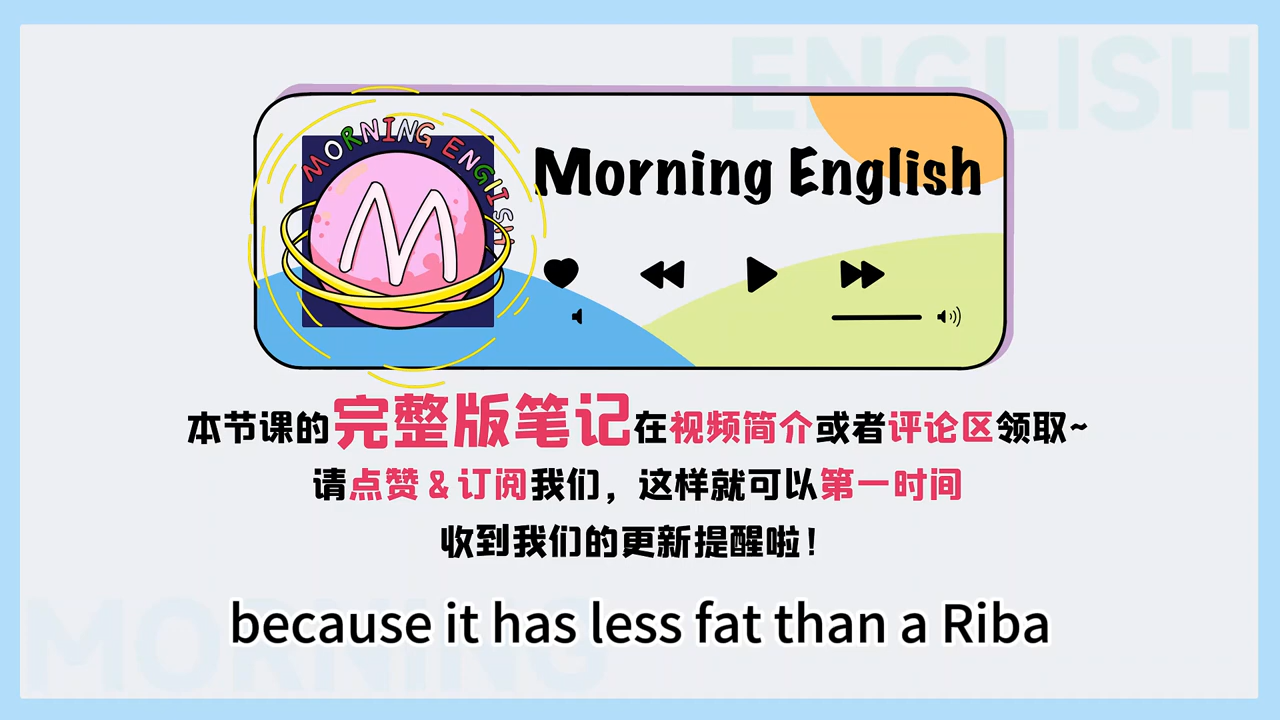 ENGLISH
MORNING ENGLISH
M
Morning English
本节课的完整版笔记在视频简介或者评论区领取~
请点赞&订阅我们，这样就可以第一时间
收到我们的更新提醒啦！
because it has less fat than a Riba
MORNING